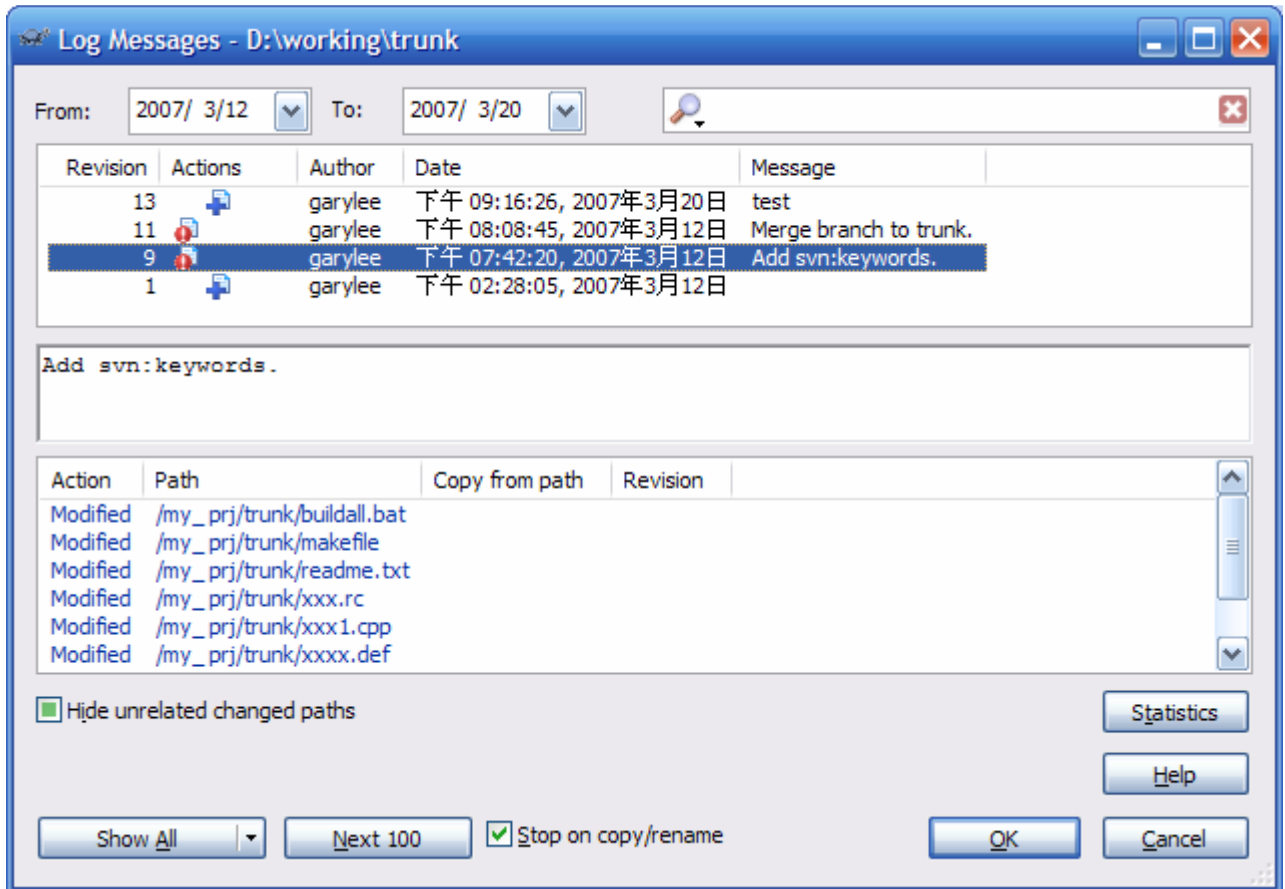 Log Messages - D:\working\trunk
From: 2007/ 3/12 To: 2007/ 3/20
Revision Actions Author Date Message
13 garylee 下午 09:16:26, 2007年3月20日 test
11 garylee 下午 08:08:45, 2007年3月12日 Merge branch to trunk.
9 garylee 下午 07:42:20, 2007年3月12日 Add svn:keywords.
1 garylee 下午 02:28:05, 2007年3月12日
Add svn:keywords.
Action Path Copy from path Revision
Modified /my_prj/trunk/buildall.bat
Modified /my_prj/trunk/makefile
Modified /my_prj/trunk/readme.txt
Modified /my_prj/trunk/xxx.rc
Modified /my_prj/trunk/xxx1.cpp
Modified /my_prj/trunk/xxxx.def
Hide unrelated changed paths
Statistics
Help
Show All Next 100 Stop on copy/rename OK Cancel